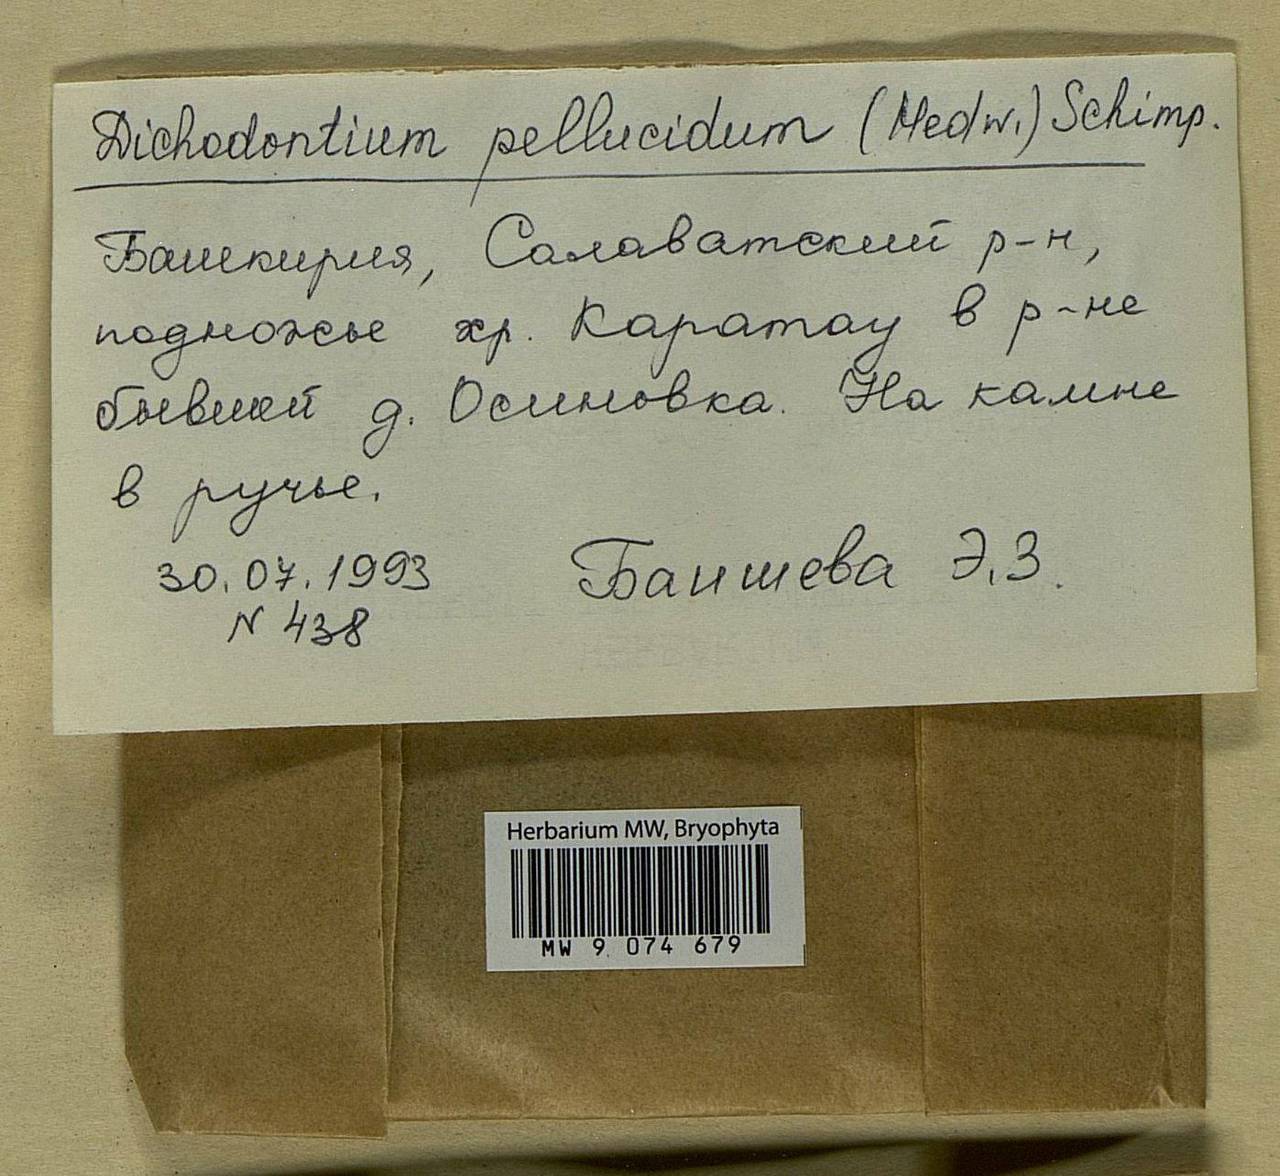 Dichodontium pellucidum (Hedw.) Schimp.
Башкирия, Салаватский р-н,
подножье хр. Каратау в р-не
бывшей д. Осиновка. На камне
в ручье.
30.07.1993 Баишева Э.З.
N 438
Herbarium MW, Bryophyta
MW 9 074 679